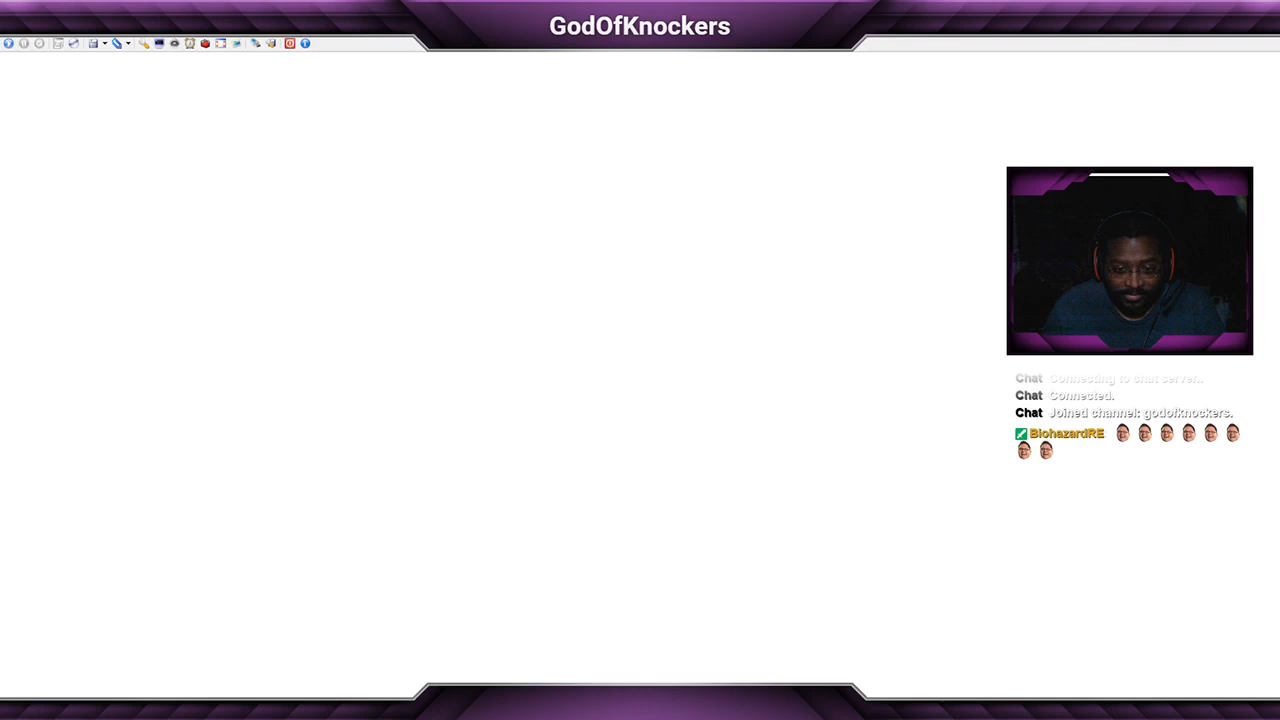 GodOfKnockers
Chat Connecting to chat server..
Chat Connected.
Chat Joined channel: godofknockers.
BiohazardRE